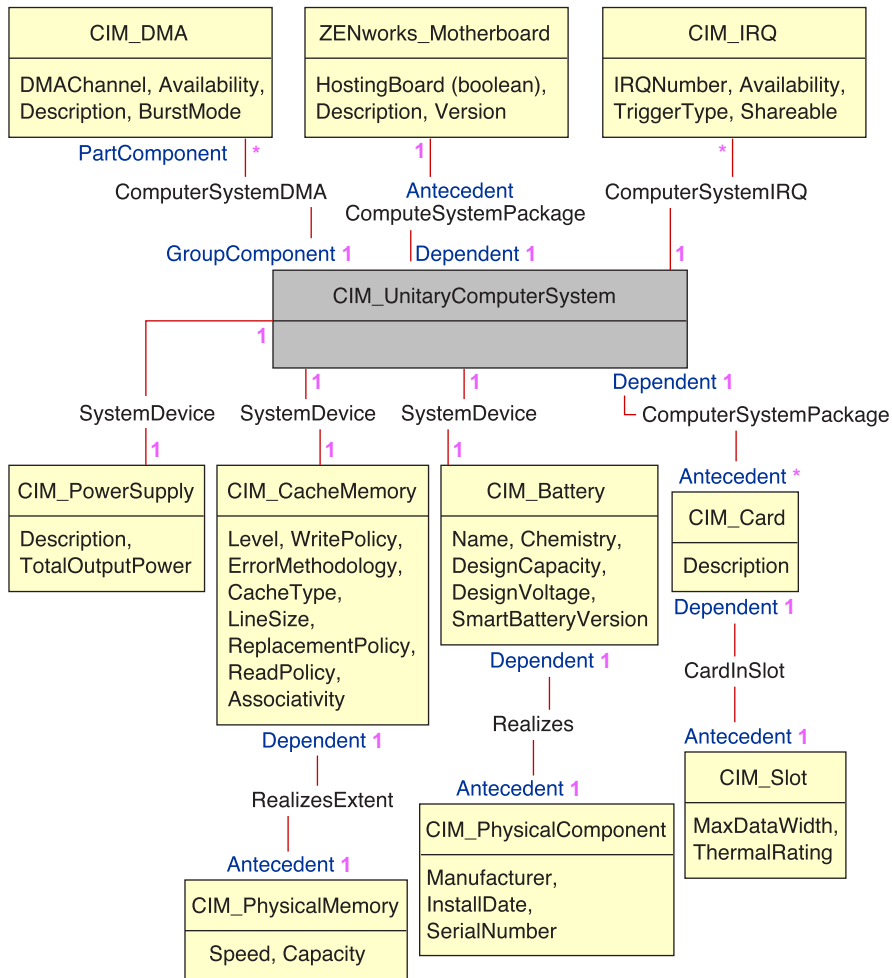 CIM_DMA
DMAChannel, Availability,
Description, BurstMode
ZENworks_Motherboard
HostingBoard (boolean),
Description, Version
CIM_IRQ
IRQNumber, Availability,
TriggerType, Shareable
PartComponent *
ComputerSystemDMA
GroupComponent 1
1
Antecedent
ComputeSystemPackage
Dependent 1
*
ComputerSystemIRQ
1
CIM_UnitaryComputerSystem
1
SystemDevice
1
1
SystemDevice
1
1
SystemDevice
1
Dependent 1
ComputerSystemPackage
Antecedent *
CIM_PowerSupply
Description,
TotalOutputPower
CIM_CacheMemory
Level, WritePolicy,
ErrorMethodology,
CacheType,
LineSize,
ReplacementPolicy,
ReadPolicy,
Associativity
CIM_Battery
Name, Chemistry,
DesignCapacity,
DesignVoltage,
SmartBatteryVersion
CIM_Card
Description
Dependent 1
CardInSlot
Antecedent 1
Dependent 1
Realizes
Antecedent 1
Dependent 1
RealizesExtent
Antecedent 1
CIM_Slot
MaxDataWidth,
ThermalRating
CIM_PhysicalComponent
Manufacturer,
InstallDate,
SerialNumber
CIM_PhysicalMemory
Speed, Capacity